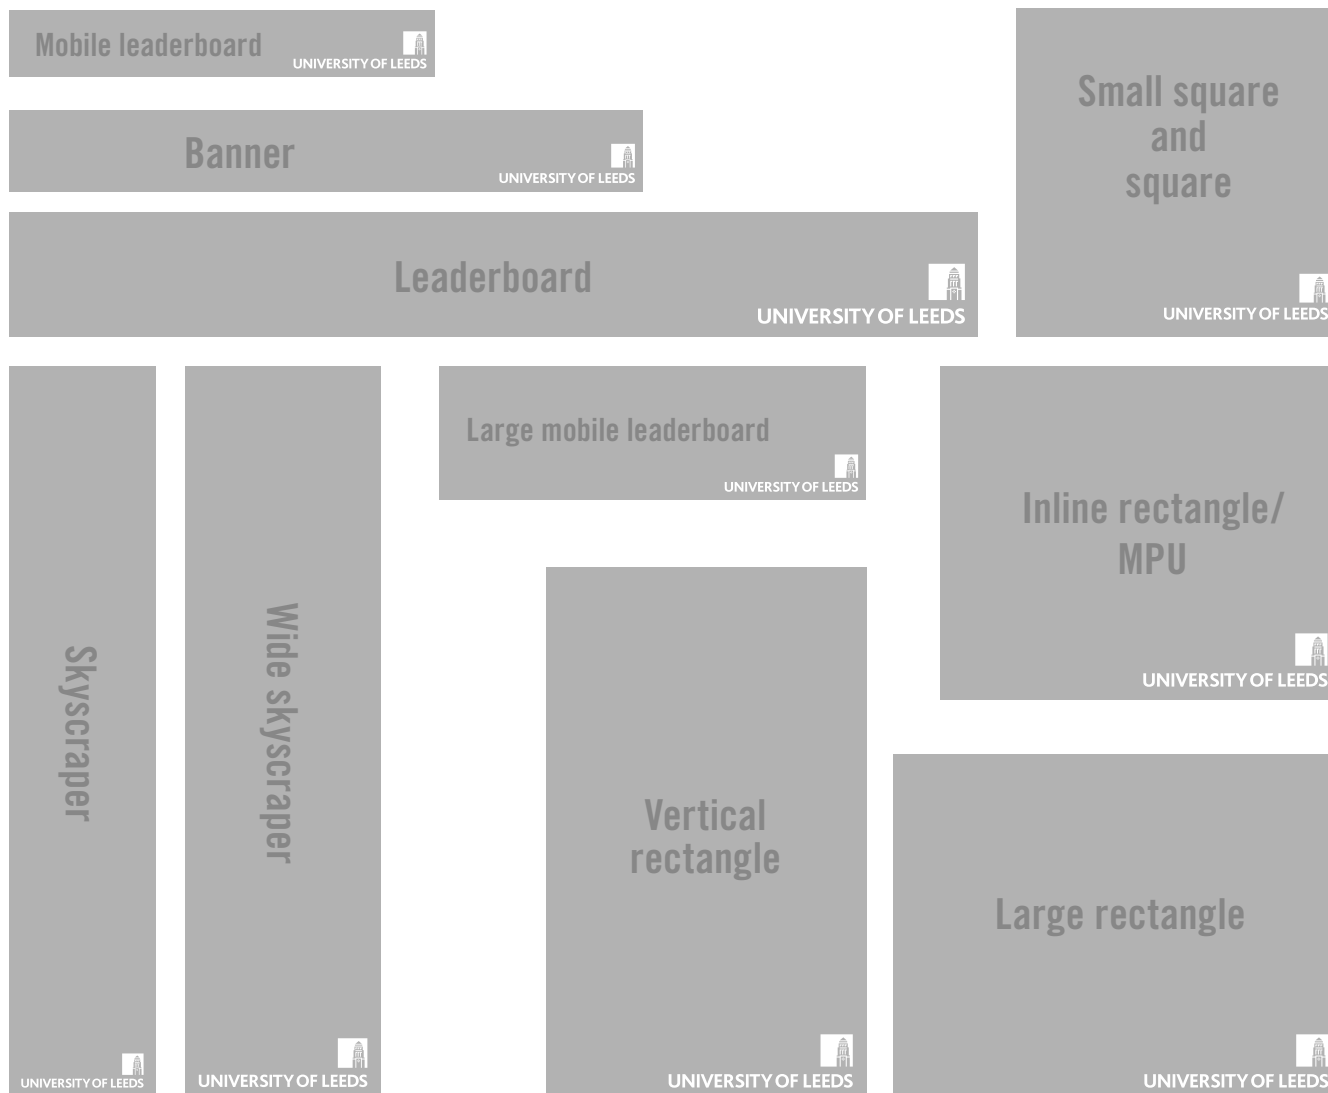 Mobile leaderboard
UNIVERSITY OF LEEDS
Banner
UNIVERSITY OF LEEDS
Leaderboard
UNIVERSITY OF LEEDS
Small square
and
square
UNIVERSITY OF LEEDS
Skyscraper
UNIVERSITY OF LEEDS
Wide skyscraper
UNIVERSITY OF LEEDS
Large mobile leaderboard
UNIVERSITY OF LEEDS
Vertical
rectangle
UNIVERSITY OF LEEDS
Inline rectangle/
MPU
UNIVERSITY OF LEEDS
Large rectangle
UNIVERSITY OF LEEDS